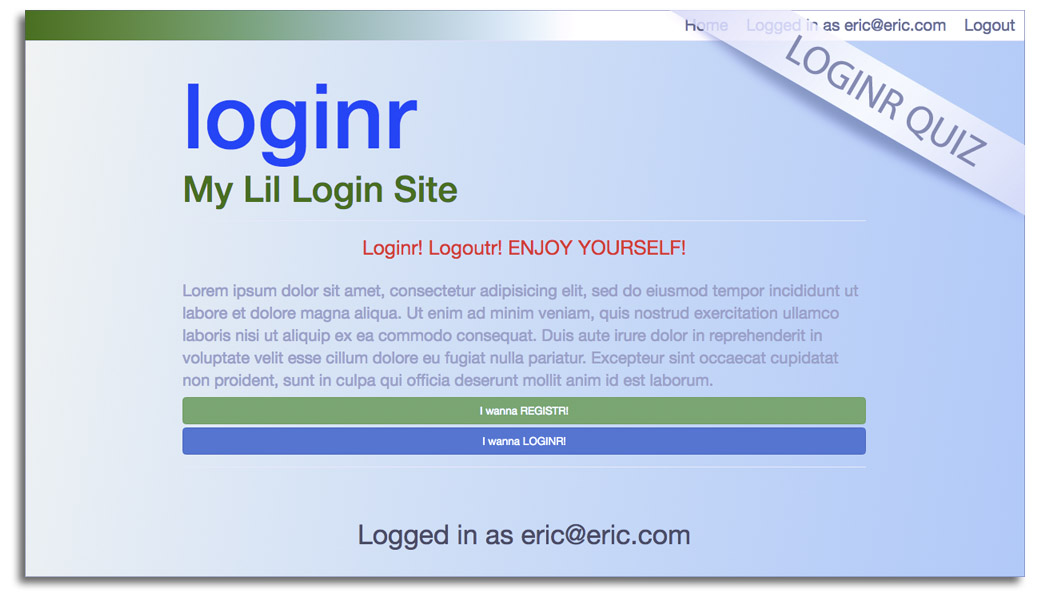 Home Logged in as eric@eric.com Logout
LOGINR QUIZ
loginr
My Lil Login Site
Loginr! Logoutr! ENJOY YOURSELF!
Lorem ipsum dolor sit amet, consectetur adipisicing elit, sed do eiusmod tempor incididunt ut
labore et dolore magna aliqua. Ut enim ad minim veniam, quis nostrud exercitation ullamco
laboris nisi ut aliquip ex ea commodo consequat. Duis aute irure dolor in reprehenderit in
voluptate velit esse cillum dolore eu fugiat nulla pariatur. Excepteur sint occaecat cupidatat
non proident, sunt in culpa qui officia deserunt mollit anim id est laborum.
I wanna REGISTR!
I wanna LOGINR!
Logged in as eric@eric.com